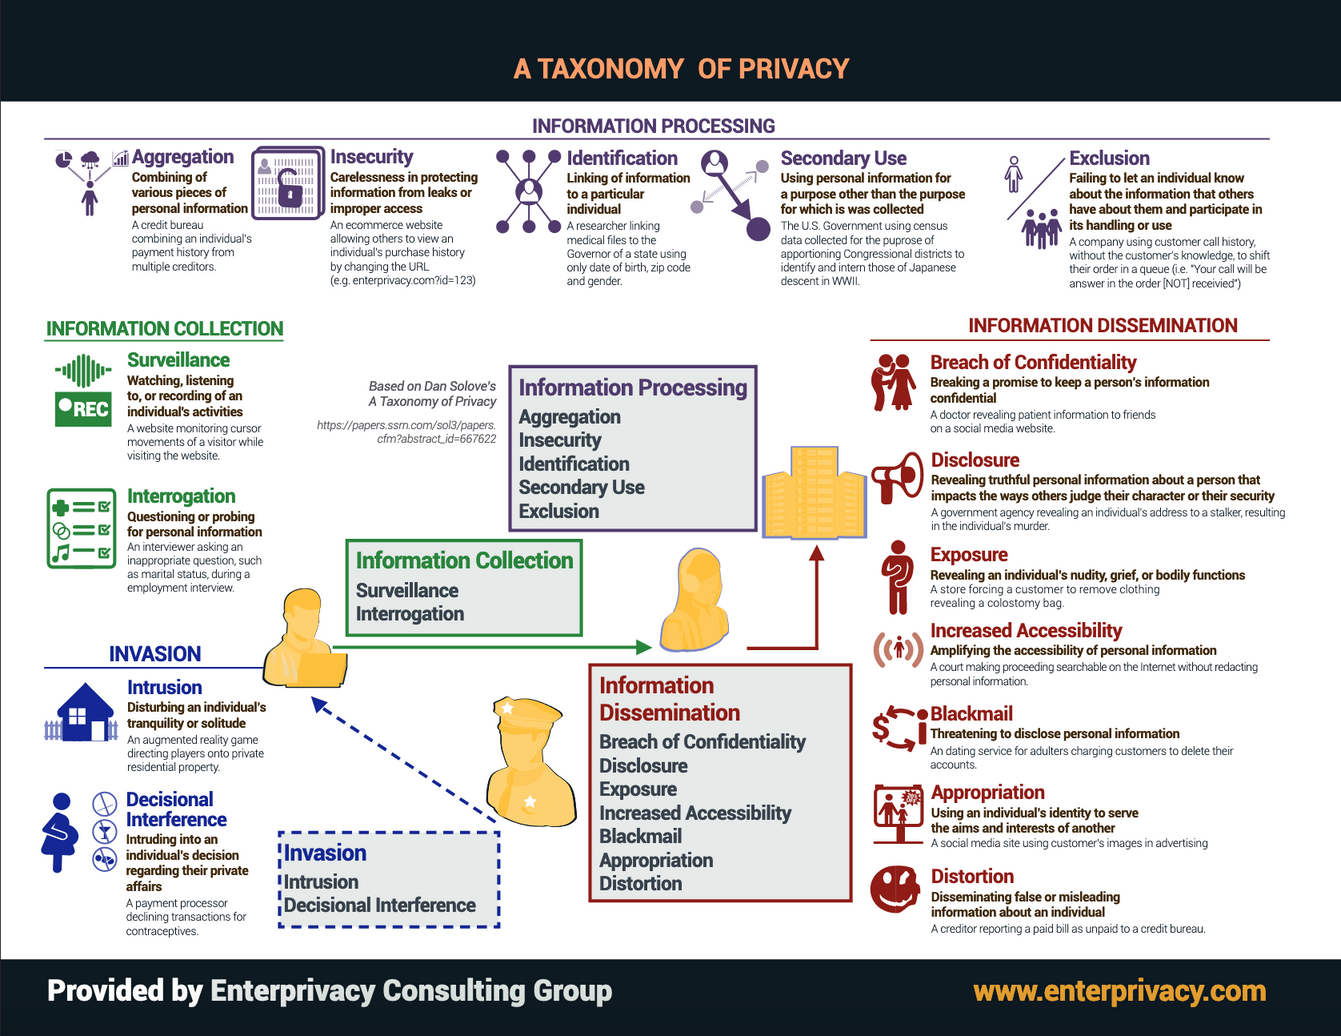 A TAXONOMY OF PRIVACY
INFORMATION PROCESSING
Aggregation
Combining of
various pieces of
personal information
A credit bureau
combining an individual's
payment history from
multiple creditors.
Insecurity
Carelessness in protecting
information from leaks or
improper access
An ecommerce website
allowing others to view an
individual's purchase history
by changing the URL
(e.g. enterprivacy.com?id=123)
Identification
Linking of information
to a particular
individual
A researcher linking
medical files to the
Governor of a state using
only date of birth, zip code
and gender.
Secondary Use
Using personal information for
a purpose other than the purpose
for which is was collected
The U.S. Government using census
data collected for the puprose of
apportioning Congressional districts to
identify and intern those of Japanese
descent in WWII.
Exclusion
Failing to let an individual know
about the information that others
have about them and participate in
its handling or use
A company using customer call history,
without the customer's knowledge, to shift
their order in a queue (i.e. "Your call will be
answer in the order [NOT] receivied")
INFORMATION COLLECTION
Surveillance
Watching, listening
to, or recording of an
individual's activities
A website monitoring cursor
movements of a visitor while
visiting the website.
REC
Interrogation
Questioning or probing
for personal information
An interviewer asking an
inappropriate question, such
as marital status, during a
employment interview.
INVASION
Intrusion
Disturbing an individual's
tranquility or solitude
An augmented reality game
directing players onto private
residential property.
Decisional
Interference
Intruding into an
individual's decision
regarding their private
affairs
A payment processor
declining transactions for
contraceptives.
Based on Dan Solove's
A Taxonomy of Privacy
https://papers.ssrn.com/sol3/papers.
cfm?abstract_id=667622
Information Processing
Aggregation
Insecurity
Identification
Secondary Use
Exclusion
Information Collection
Surveillance
Interrogation
Information
Dissemination
Breach of Confidentiality
Disclosure
Exposure
Increased Accessibility
Blackmail
Appropriation
Distortion
Invasion
Intrusion
Decisional Interference
INFORMATION DISSEMINATION
Breach of Confidentiality
Breaking a promise to keep a person's information
confidential
A doctor revealing patient information to friends
on a social media website.
Disclosure
Revealing truthful personal information about a person that
impacts the ways others judge their character or their security
A government agency revealing an individual's address to a stalker, resulting
in the individual's murder.
Exposure
Revealing an individual's nudity, grief, or bodily functions
A store forcing a customer to remove clothing
revealing a colostomy bag.
Increased Accessibility
Amplifying the accessibility of personal information
A court making proceeding searchable on the Internet without redacting
personal information.
$
i
Blackmail
Threatening to disclose personal information
An dating service for adulters charging customers to delete their
accounts.
Appropriation
Using an individual's identity to serve
the aims and interests of another
A social media site using customer's images in advertising
Distortion
Disseminating false or misleading
information about an individual
A creditor reporting a paid bill as unpaid to a credit bureau.
Provided by Enterprivacy Consulting Group
www.enterprivacy.com